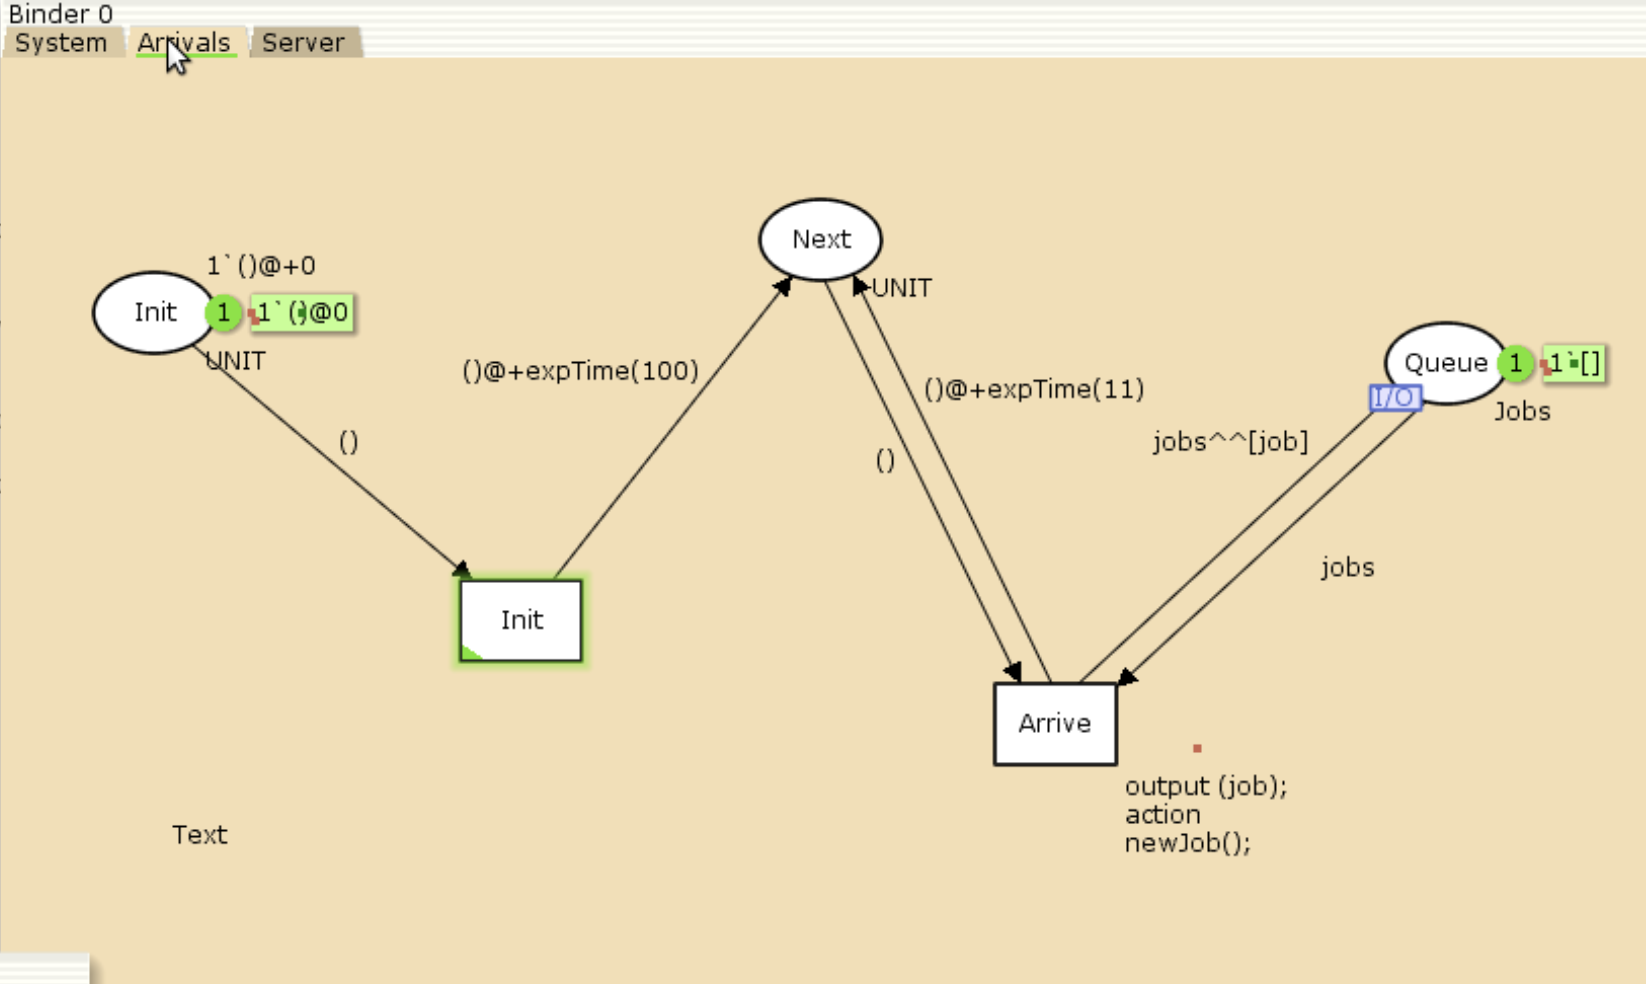 Binder 0
System
Arrivals
Server
1`()@+0
Init
1
1`()@0
UNIT
()
()@+expTime(100)
Init
Next
UNIT
()@+expTime(11)
()
Queue
1
1`[]
I/O
Jobs
jobs^^[job]
jobs
Arrive
output (job);
action
newJob();
Text